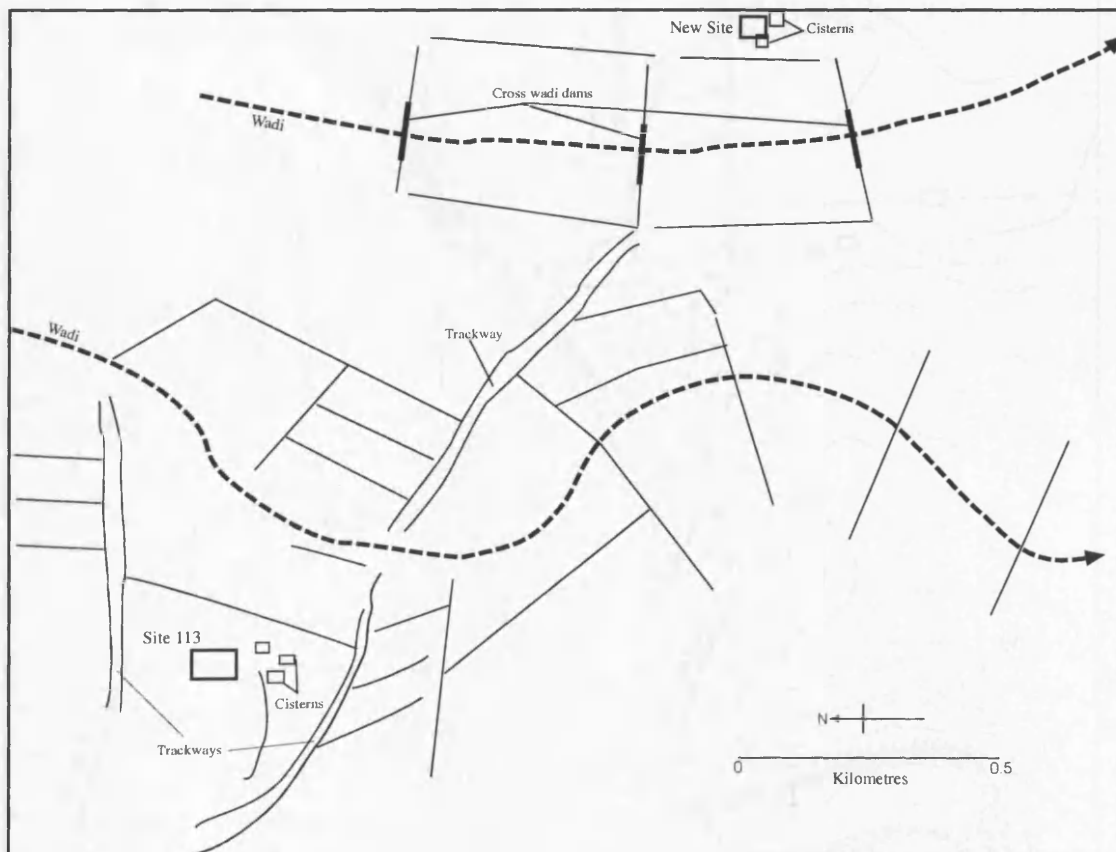 New Site
Cisterns
Cross wadi dams
Wadi
Wadi
Trackway
Site 113
Cisterns
Trackways
N
0
0.5
Kilometres